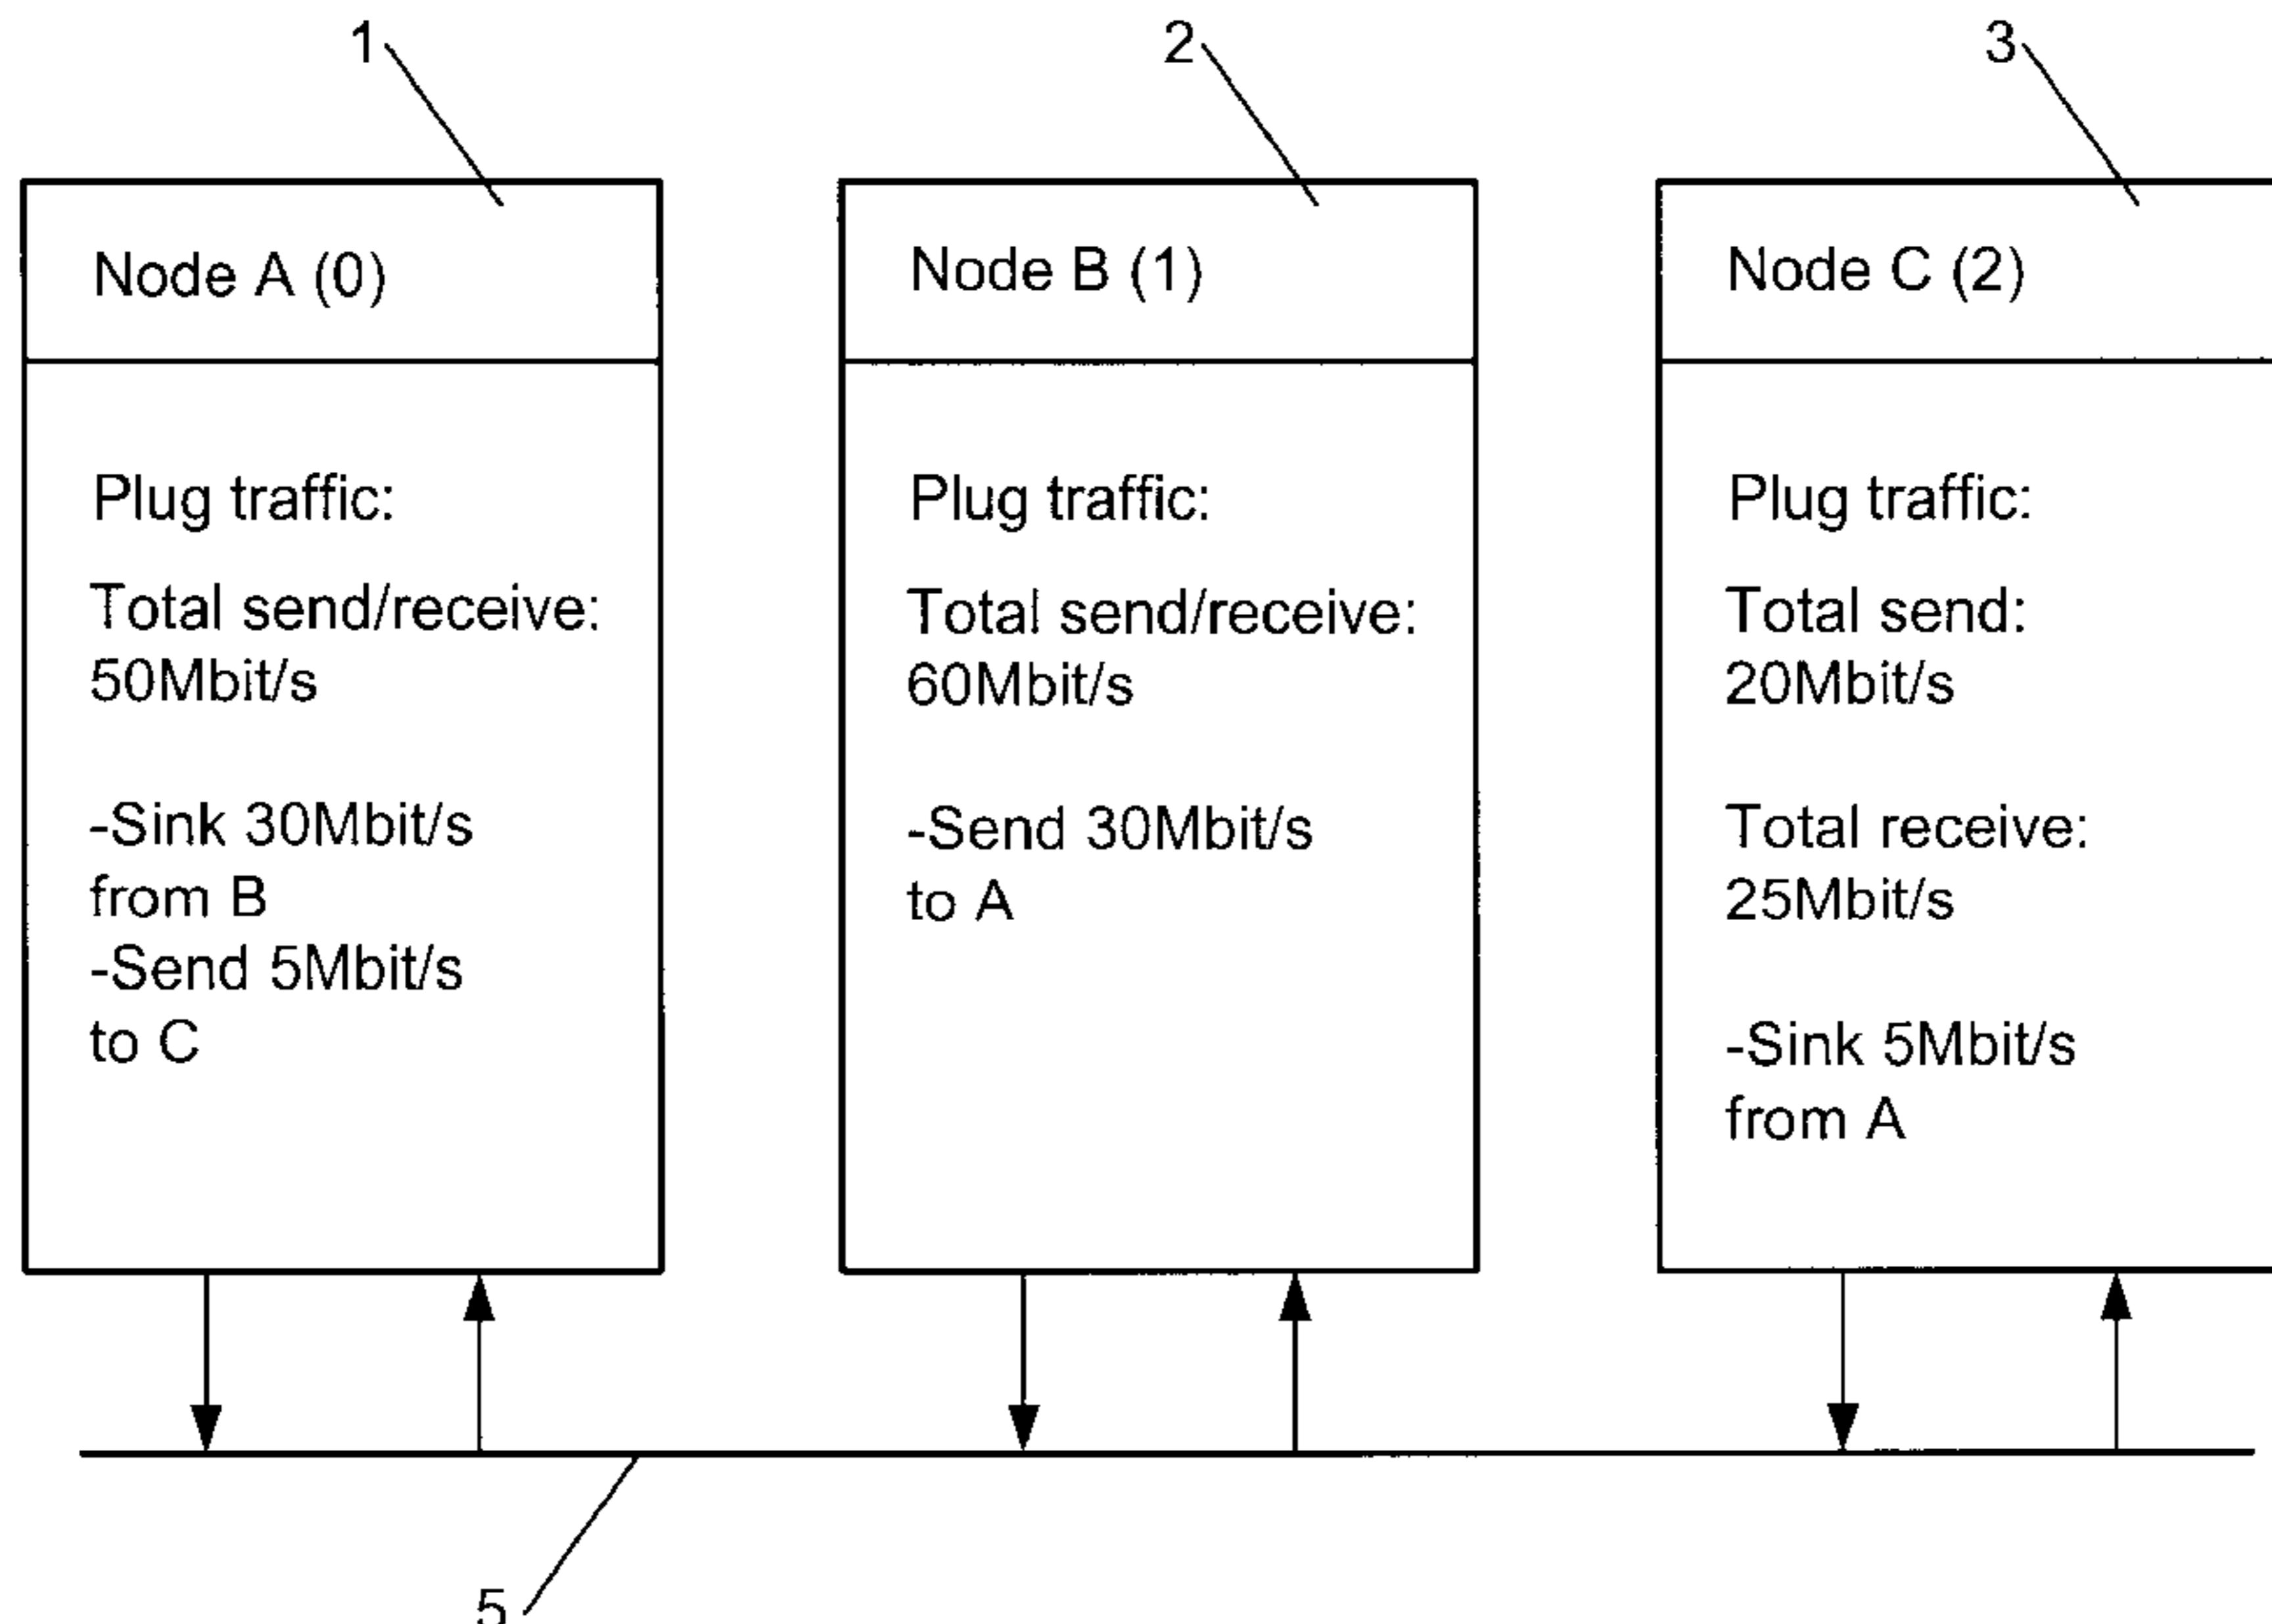 1
2
3
Node A (0)
Plug traffic:
Total send/receive:
50Mbit/s
-Sink 30Mbit/s
from B
-Send 5Mbit/s
to C
Node B (1)
Plug traffic:
Total send/receive:
60Mbit/s
-Send 30Mbit/s
to A
Node C (2)
Plug traffic:
Total send:
20Mbit/s
Total receive:
25Mbit/s
-Sink 5Mbit/s
from A
5